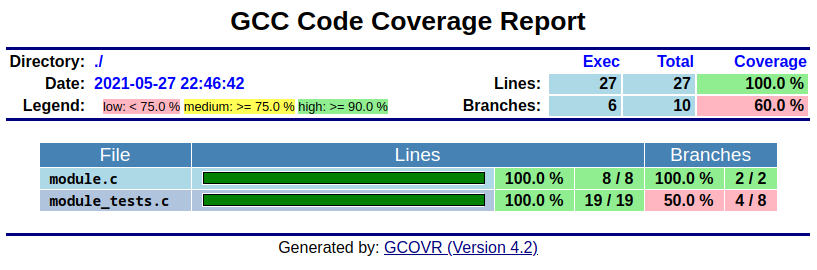 GCC Code Coverage Report
Directory: ./ Exec Total Coverage
Date: 2021-05-27 22:46:42 Lines: 27 27 100.0 %
Legend: low: < 75.0 % medium: >= 75.0 % high: >= 90.0 % Branches: 6 10 60.0 %
File Lines Branches
module.c 100.0 % 8 / 8 100.0 % 2 / 2
module_tests.c 100.0 % 19 / 19 50.0 % 4 / 8
Generated by: GCOVR (Version 4.2)